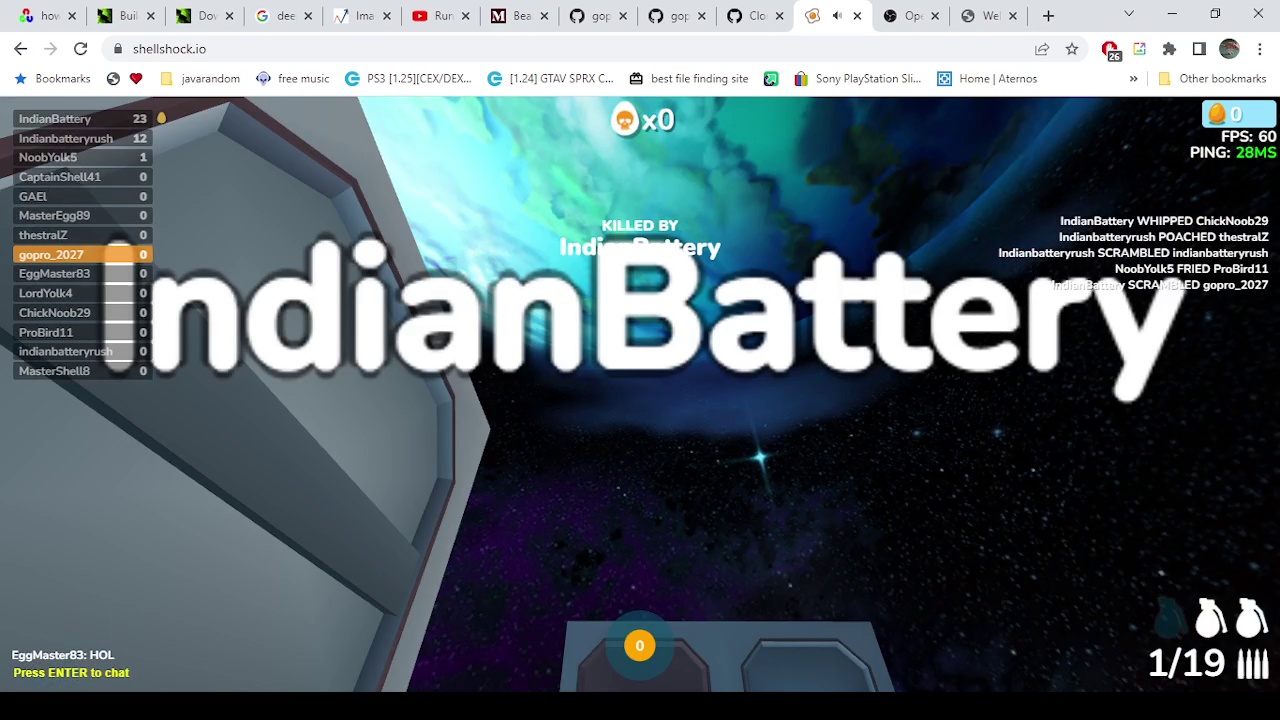 how
Buil
Dov
dee
Ima
Run
Bea
gop
gop
Clo
Ope
Wel
shellshock.io
26
Bookmarks
javarandom
free music
PS3 [1.25][CEX/DEX...
[1.24] GTAV SPRX C...
best file finding site
Sony PlayStation Sli...
Home | Aternos
»
Other bookmarks
IndianBattery 23
Indianbatteryrush 12
NoobYolk5 1
CaptainShell41 0
GAEl 0
MasterEgg89 0
thestralZ 0
gopro_2027 0
EggMaster83 0
LordYolk4 0
ChickNoob29 0
ProBird11 0
indianbatteryrush 0
MasterShell8 0
x0
0
FPS: 60
PING: 28MS
KILLED BY
IndianBattery
IndianBattery
IndianBattery WHIPPED ChickNoob29
Indianbatteryrush POACHED thestralZ
Indianbatteryrush SCRAMBLED indianbatteryrush
NoobYolk5 FRIED ProBird11
IndianBattery SCRAMBLED gopro_2027
0
EggMaster83: HOL
Press ENTER to chat
1/19